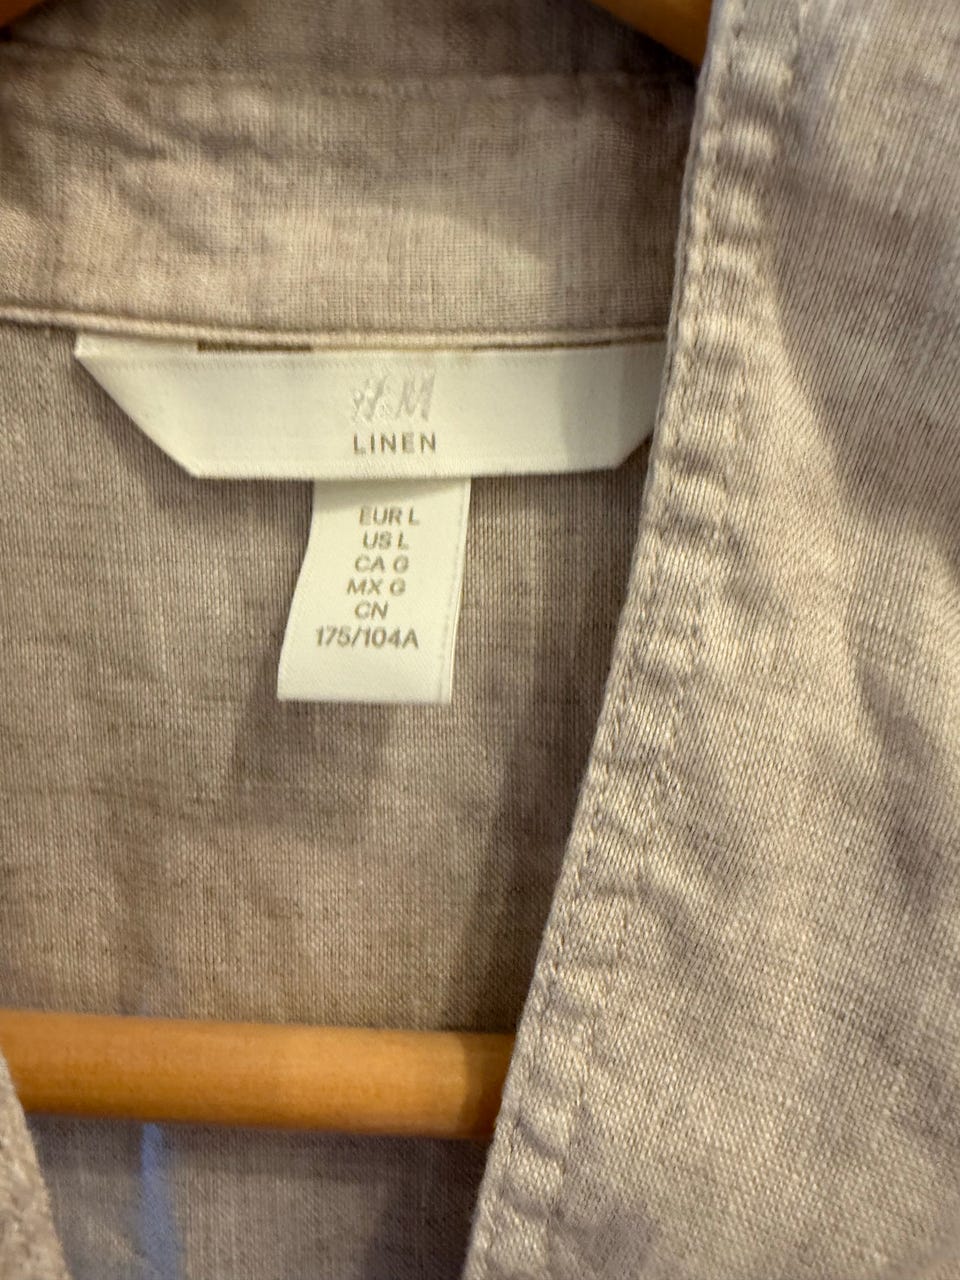 H&M
LINEN
EUR L
US L
CA G
MX G
CN
175/104A